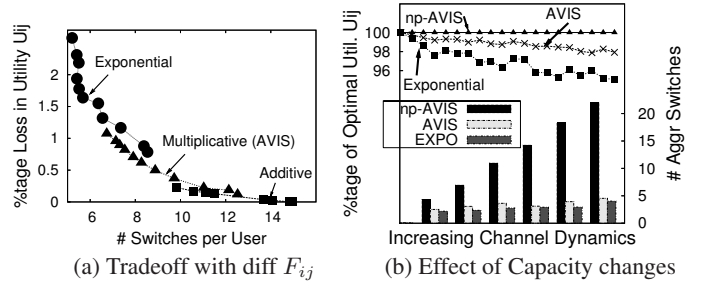 %tage Loss in Utility Uij
2
1.5
1
0.5
0
6
8
10
12
14
Exponential
Multiplicative (AVIS)
Additive
# Switches per User
(a) Tradeoff with diff F_{ij}
%tage of Optimal Util. Uij
100
98
96
np-AVIS
AVIS
Exponential
np-AVIS
AVIS
EXPO
20
15
10
5
0
# Aggr Switches
Increasing Channel Dynamics
(b) Effect of Capacity changes